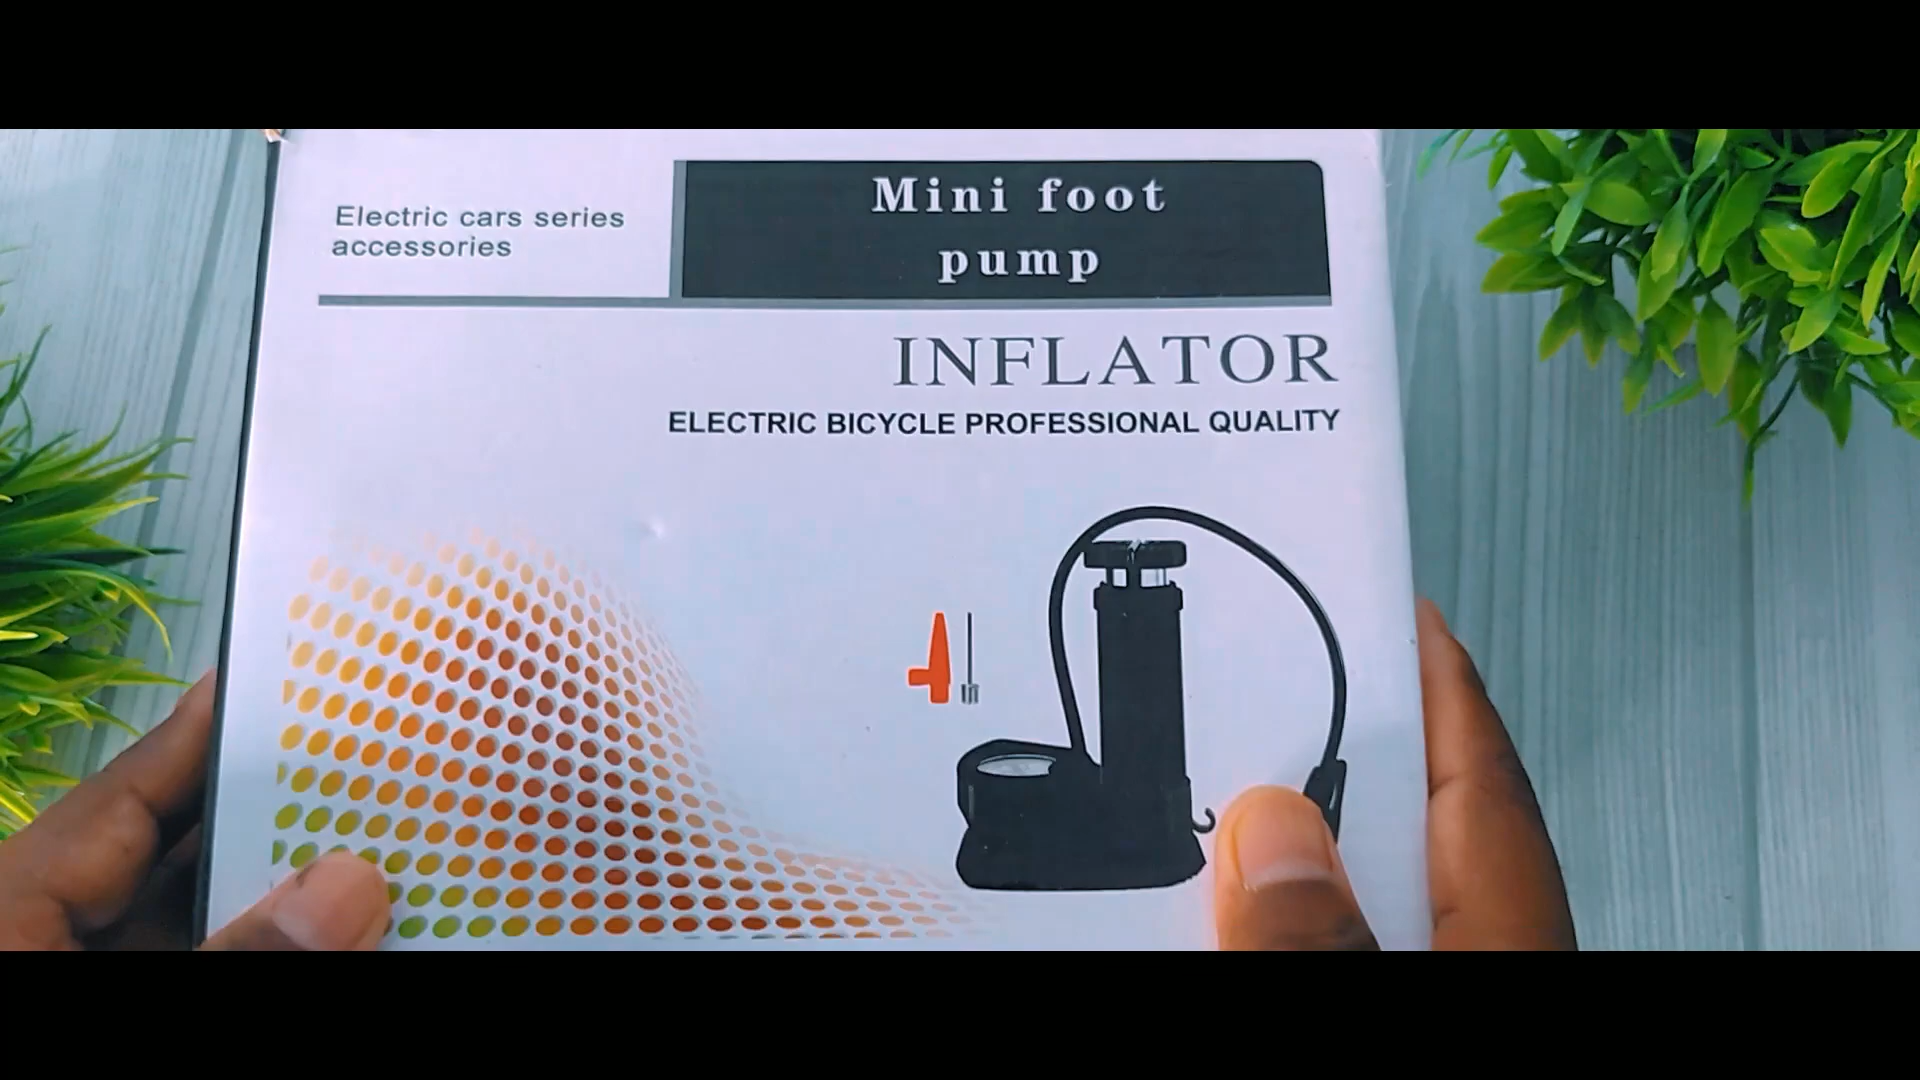 Electric cars series
accessories
Mini foot
pump
INFLATOR
ELECTRIC BICYCLE PROFESSIONAL QUALITY